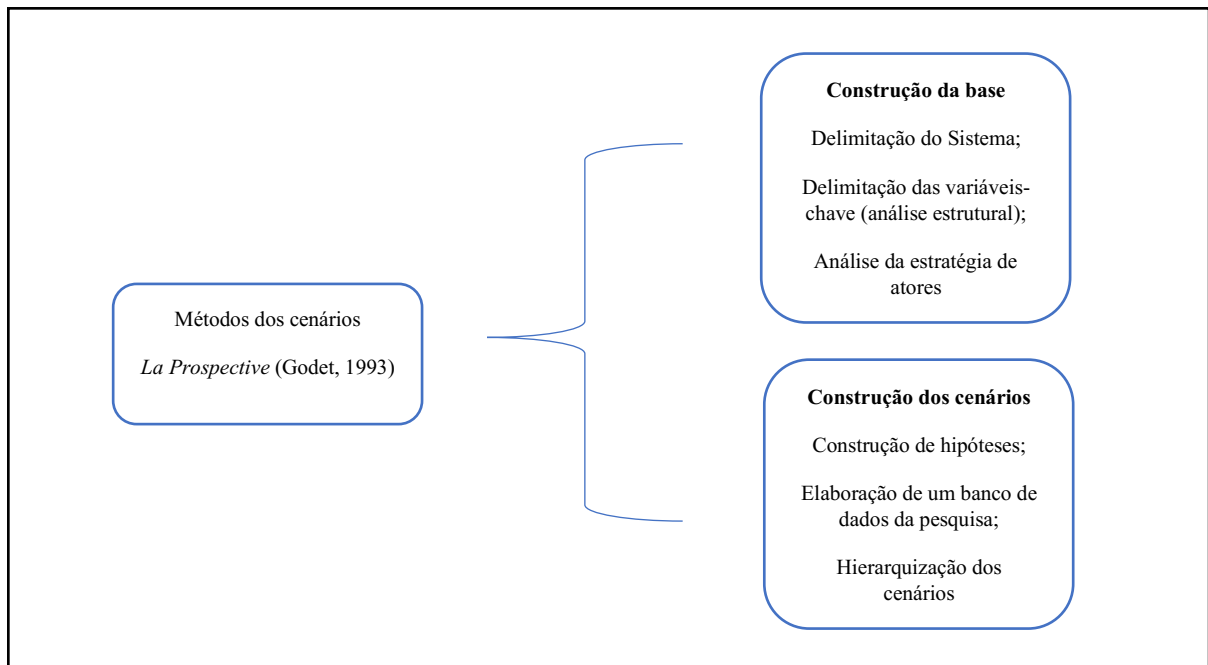 Métodos dos cenários
La Prospective (Godet, 1993)
Construção da base
Delimitação do Sistema;
Delimitação das variáveis-
chave (análise estrutural);
Análise da estratégia de
atores
Construção dos cenários
Construção de hipóteses;
Elaboração de um banco de
dados da pesquisa;
Hierarquização dos
cenários